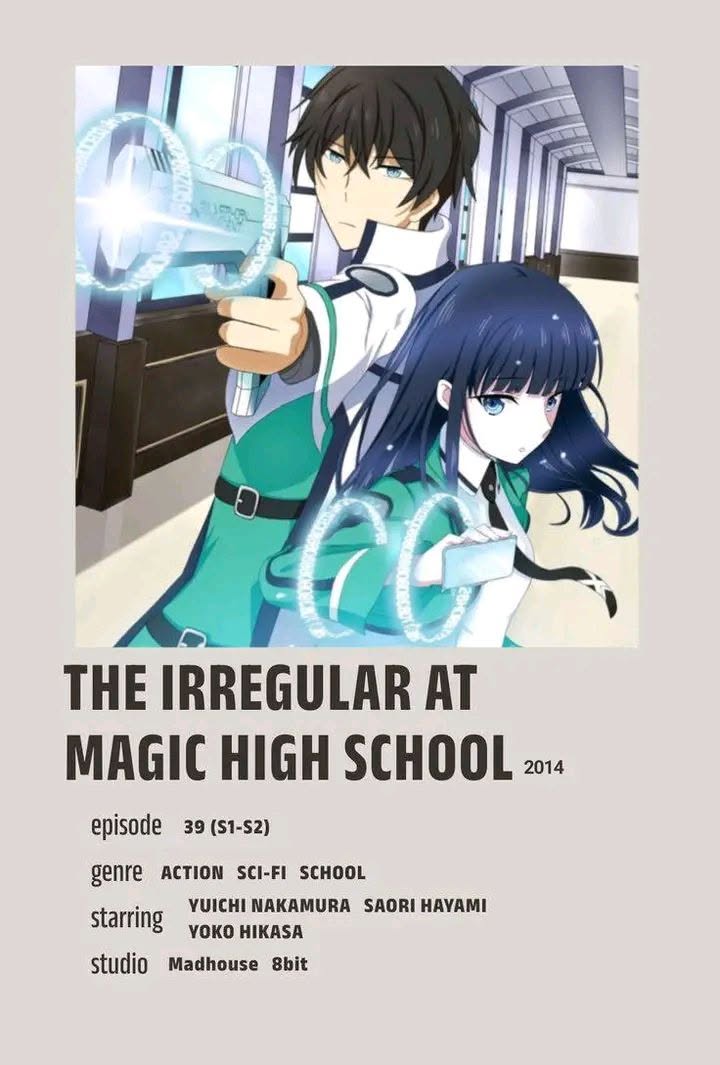 THE IRREGULAR AT
MAGIC HIGH SCHOOL 2014
episode 39 (S1-S2)
genre ACTION SCI-FI SCHOOL
starring YUICHI NAKAMURA SAORI HAYAMI
YOKO HIKASA
studio Madhouse 8bit